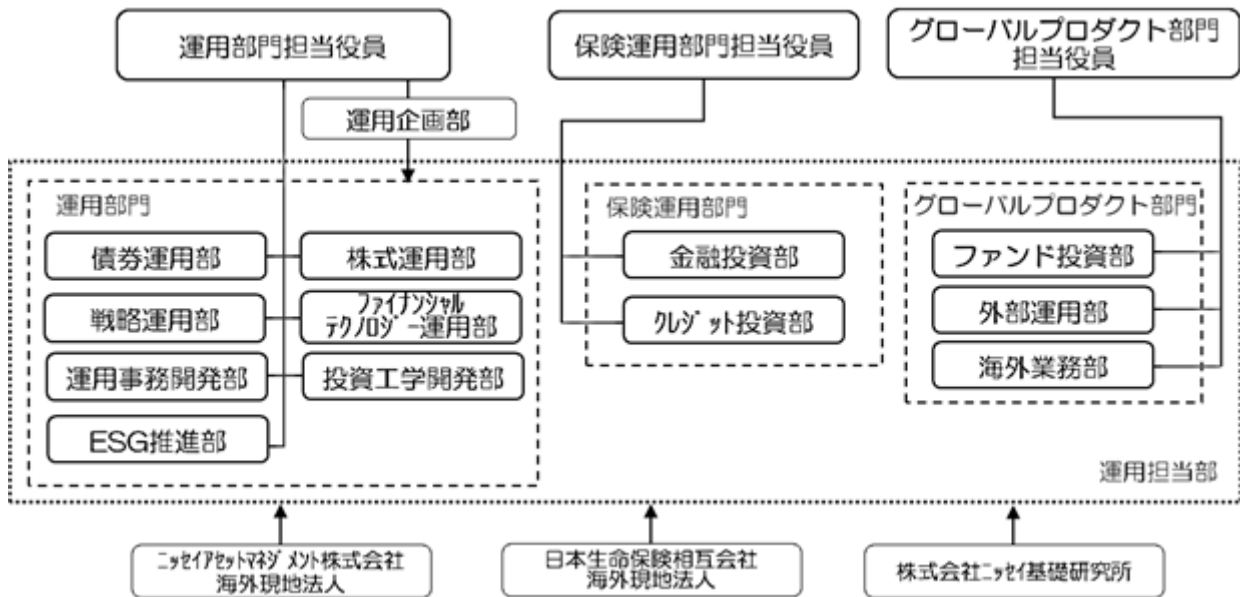 運用部門担当役員
保険運用部門担当役員
グローバルプロダクト部門
担当役員
運用企画部
運用部門
債券運用部
株式運用部
戦略運用部
ファイナンシャル
テクノロジー運用部
運用事務開発部
投資工学開発部
ESG推進部
保険運用部門
金融投資部
クレジット投資部
グローバルプロダクト部門
ファンド投資部
外部運用部
海外業務部
運用担当部
ニッセイアセットマネジメント株式会社
海外現地法人
日本生命保険相互会社
海外現地法人
株式会社ニッセイ基礎研究所